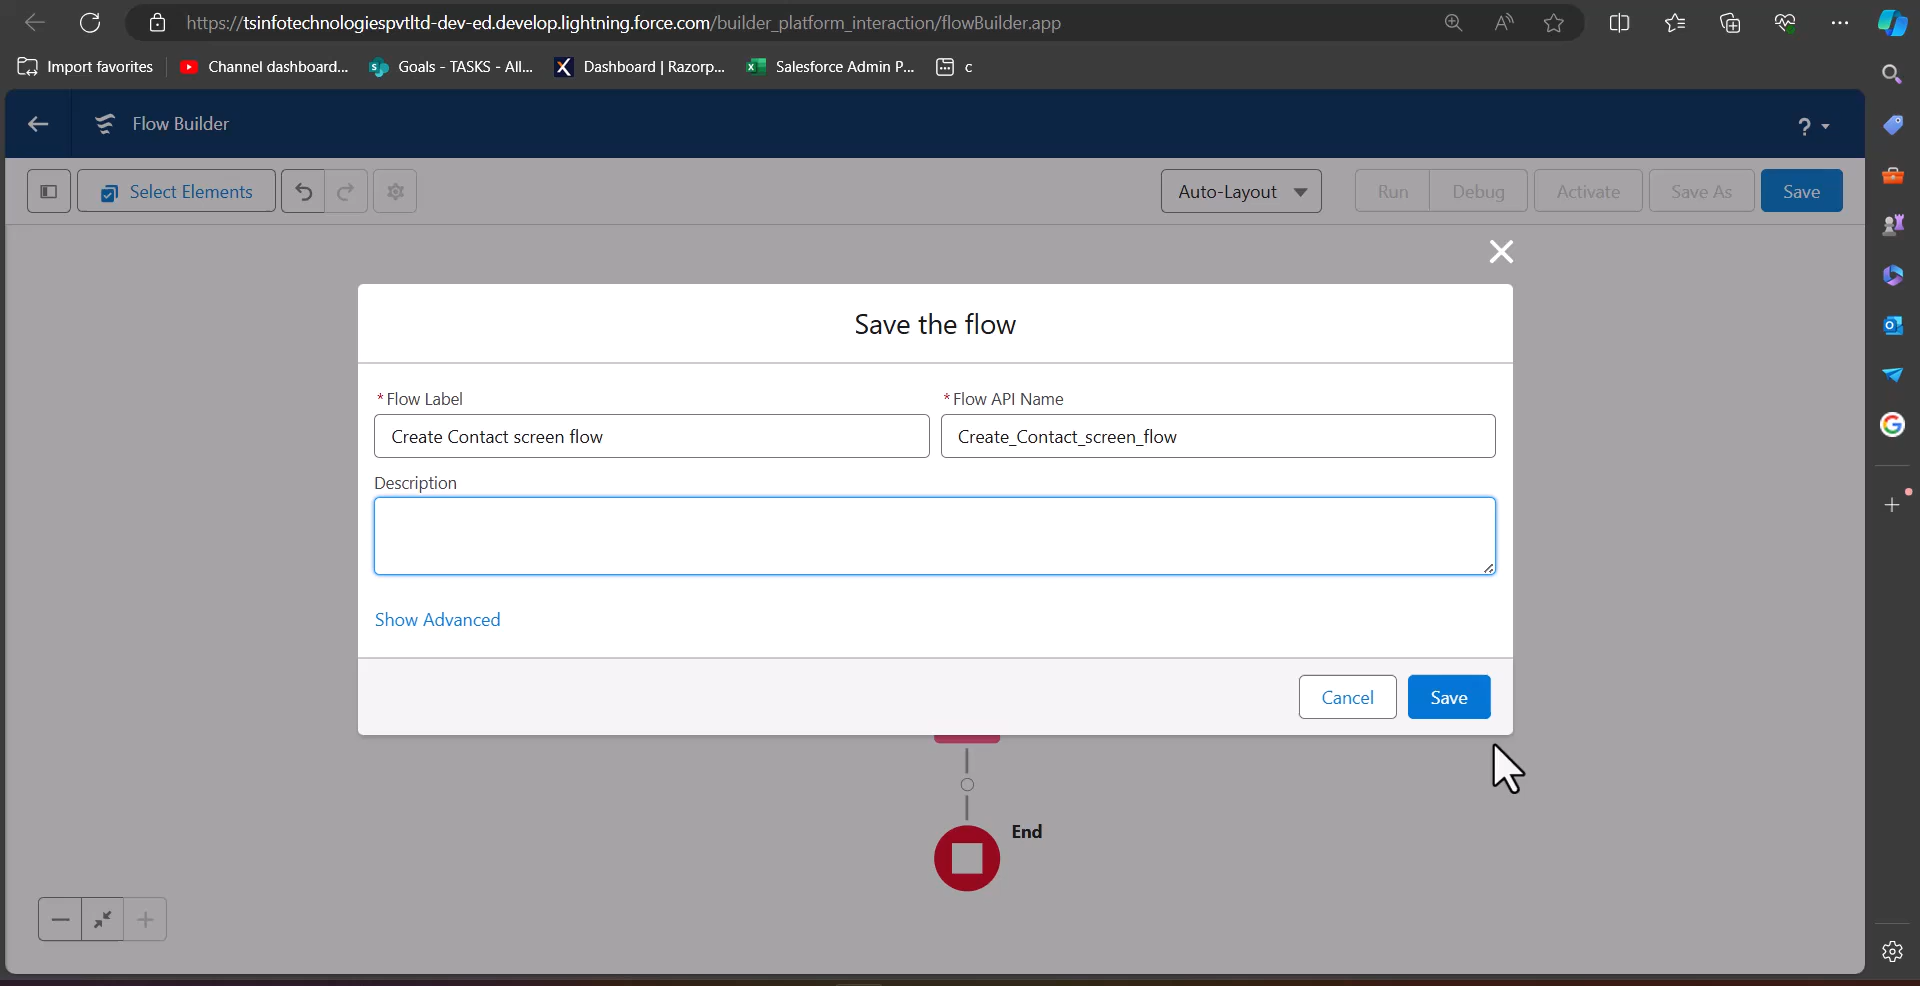 https://tsinfotechnologiespvtltd-dev-ed.develop.lightning.force.com/builder_platform_interaction/flowBuilder.app
Import favorites
Channel dashboard...
Goals - TASKS - All...
Dashboard | Razorp...
Salesforce Admin P...
c
Flow Builder
?
Select Elements
Auto-Layout
Run
Debug
Activate
Save As
Save
Save the flow
* Flow Label
* Flow API Name
Create Contact screen flow
Create_Contact_screen_flow
Description
Show Advanced
Cancel
Save
End